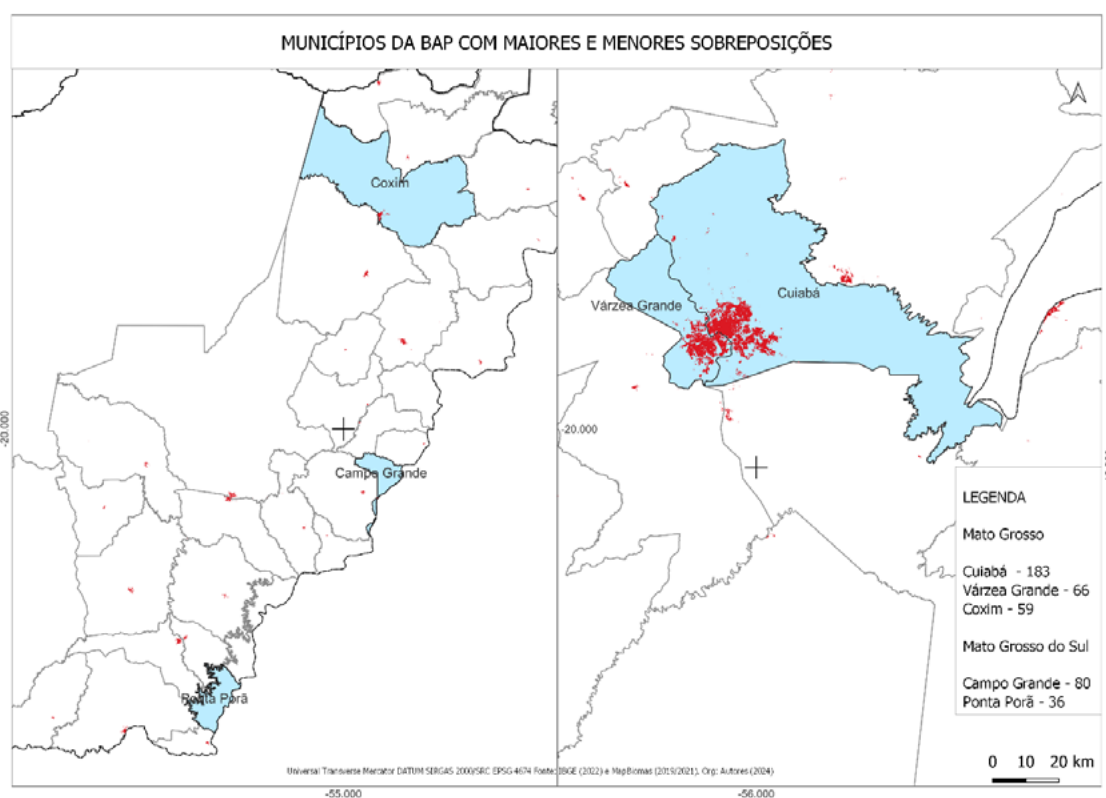 MUNICÍPIOS DA BAP COM MAIORES E MENORES SOBREPOSIÇÕES
Coxim
Cuiabá
Várzea Grande
-20.000
-20.000
Campo Grande
Ponta Porã
LEGENDA
Mato Grosso
Cuiabá - 183
Várzea Grande - 66
Coxim - 59
Mato Grosso do Sul
Campo Grande - 80
Ponta Porã - 36
Universal Transverse Mercator DATUM SIRGAS 2000/SRC EPSG-4674 Fonte: IBGE (2022) e MapBiomas (2019/2021). Org: Autores (2024)
0 10 20 km
-55.000
-56.000